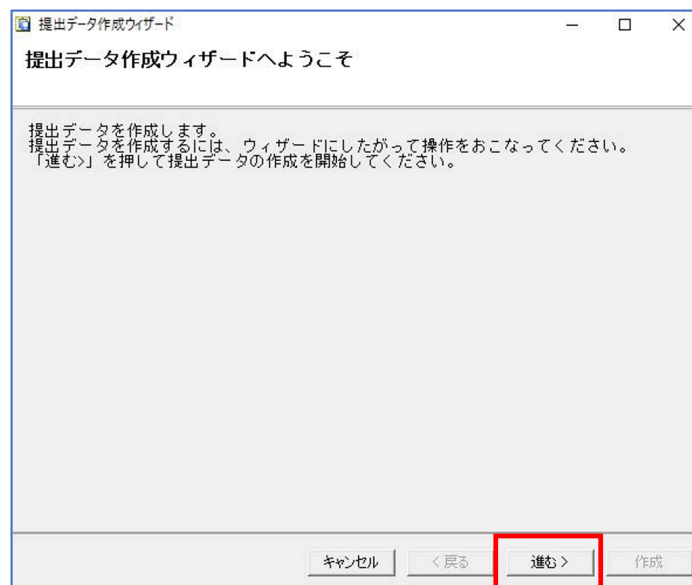 提出データ作成ウィザード
提出データ作成ウィザードへようこそ
提出データを作成します。
提出データを作成するには、ウィザードにしたがって操作をおこなってください。
「進む>」を押して提出データの作成を開始してください。
キャンセル <戻る 進む> 作成